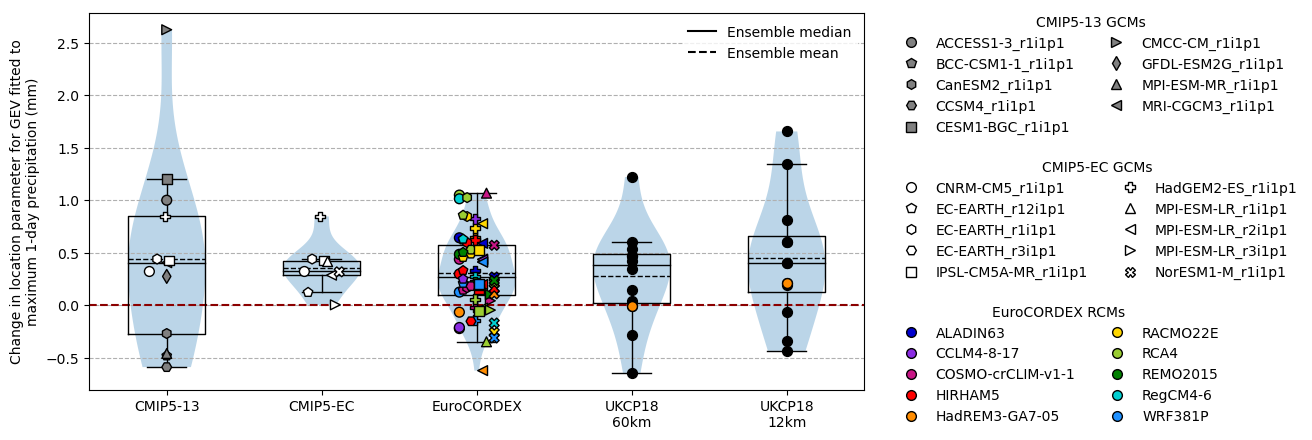 Change in location parameter for GEV fitted to
maximum 1-day precipitation (mm)
2.5
2.0
1.5
1.0
0.5
0.0
−0.5
Ensemble median
Ensemble mean
CMIP5-13
CMIP5-EC
EuroCORDEX
UKCP18
60km
UKCP18
12km
CMIP5-13 GCMs
ACCESS1-3_r1i1p1
BCC-CSM1-1_r1i1p1
CanESM2_r1i1p1
CCSM4_r1i1p1
CESM1-BGC_r1i1p1
CMCC-CM_r1i1p1
GFDL-ESM2G_r1i1p1
MPI-ESM-MR_r1i1p1
MRI-CGCM3_r1i1p1
CMIP5-EC GCMs
CNRM-CM5_r1i1p1
EC-EARTH_r12i1p1
EC-EARTH_r1i1p1
EC-EARTH_r3i1p1
IPSL-CM5A-MR_r1i1p1
HadGEM2-ES_r1i1p1
MPI-ESM-LR_r1i1p1
MPI-ESM-LR_r2i1p1
MPI-ESM-LR_r3i1p1
NorESM1-M_r1i1p1
EuroCORDEX RCMs
ALADIN63
CCLM4-8-17
COSMO-crCLIM-v1-1
HIRHAM5
HadREM3-GA7-05
RACMO22E
RCA4
REMO2015
RegCM4-6
WRF381P